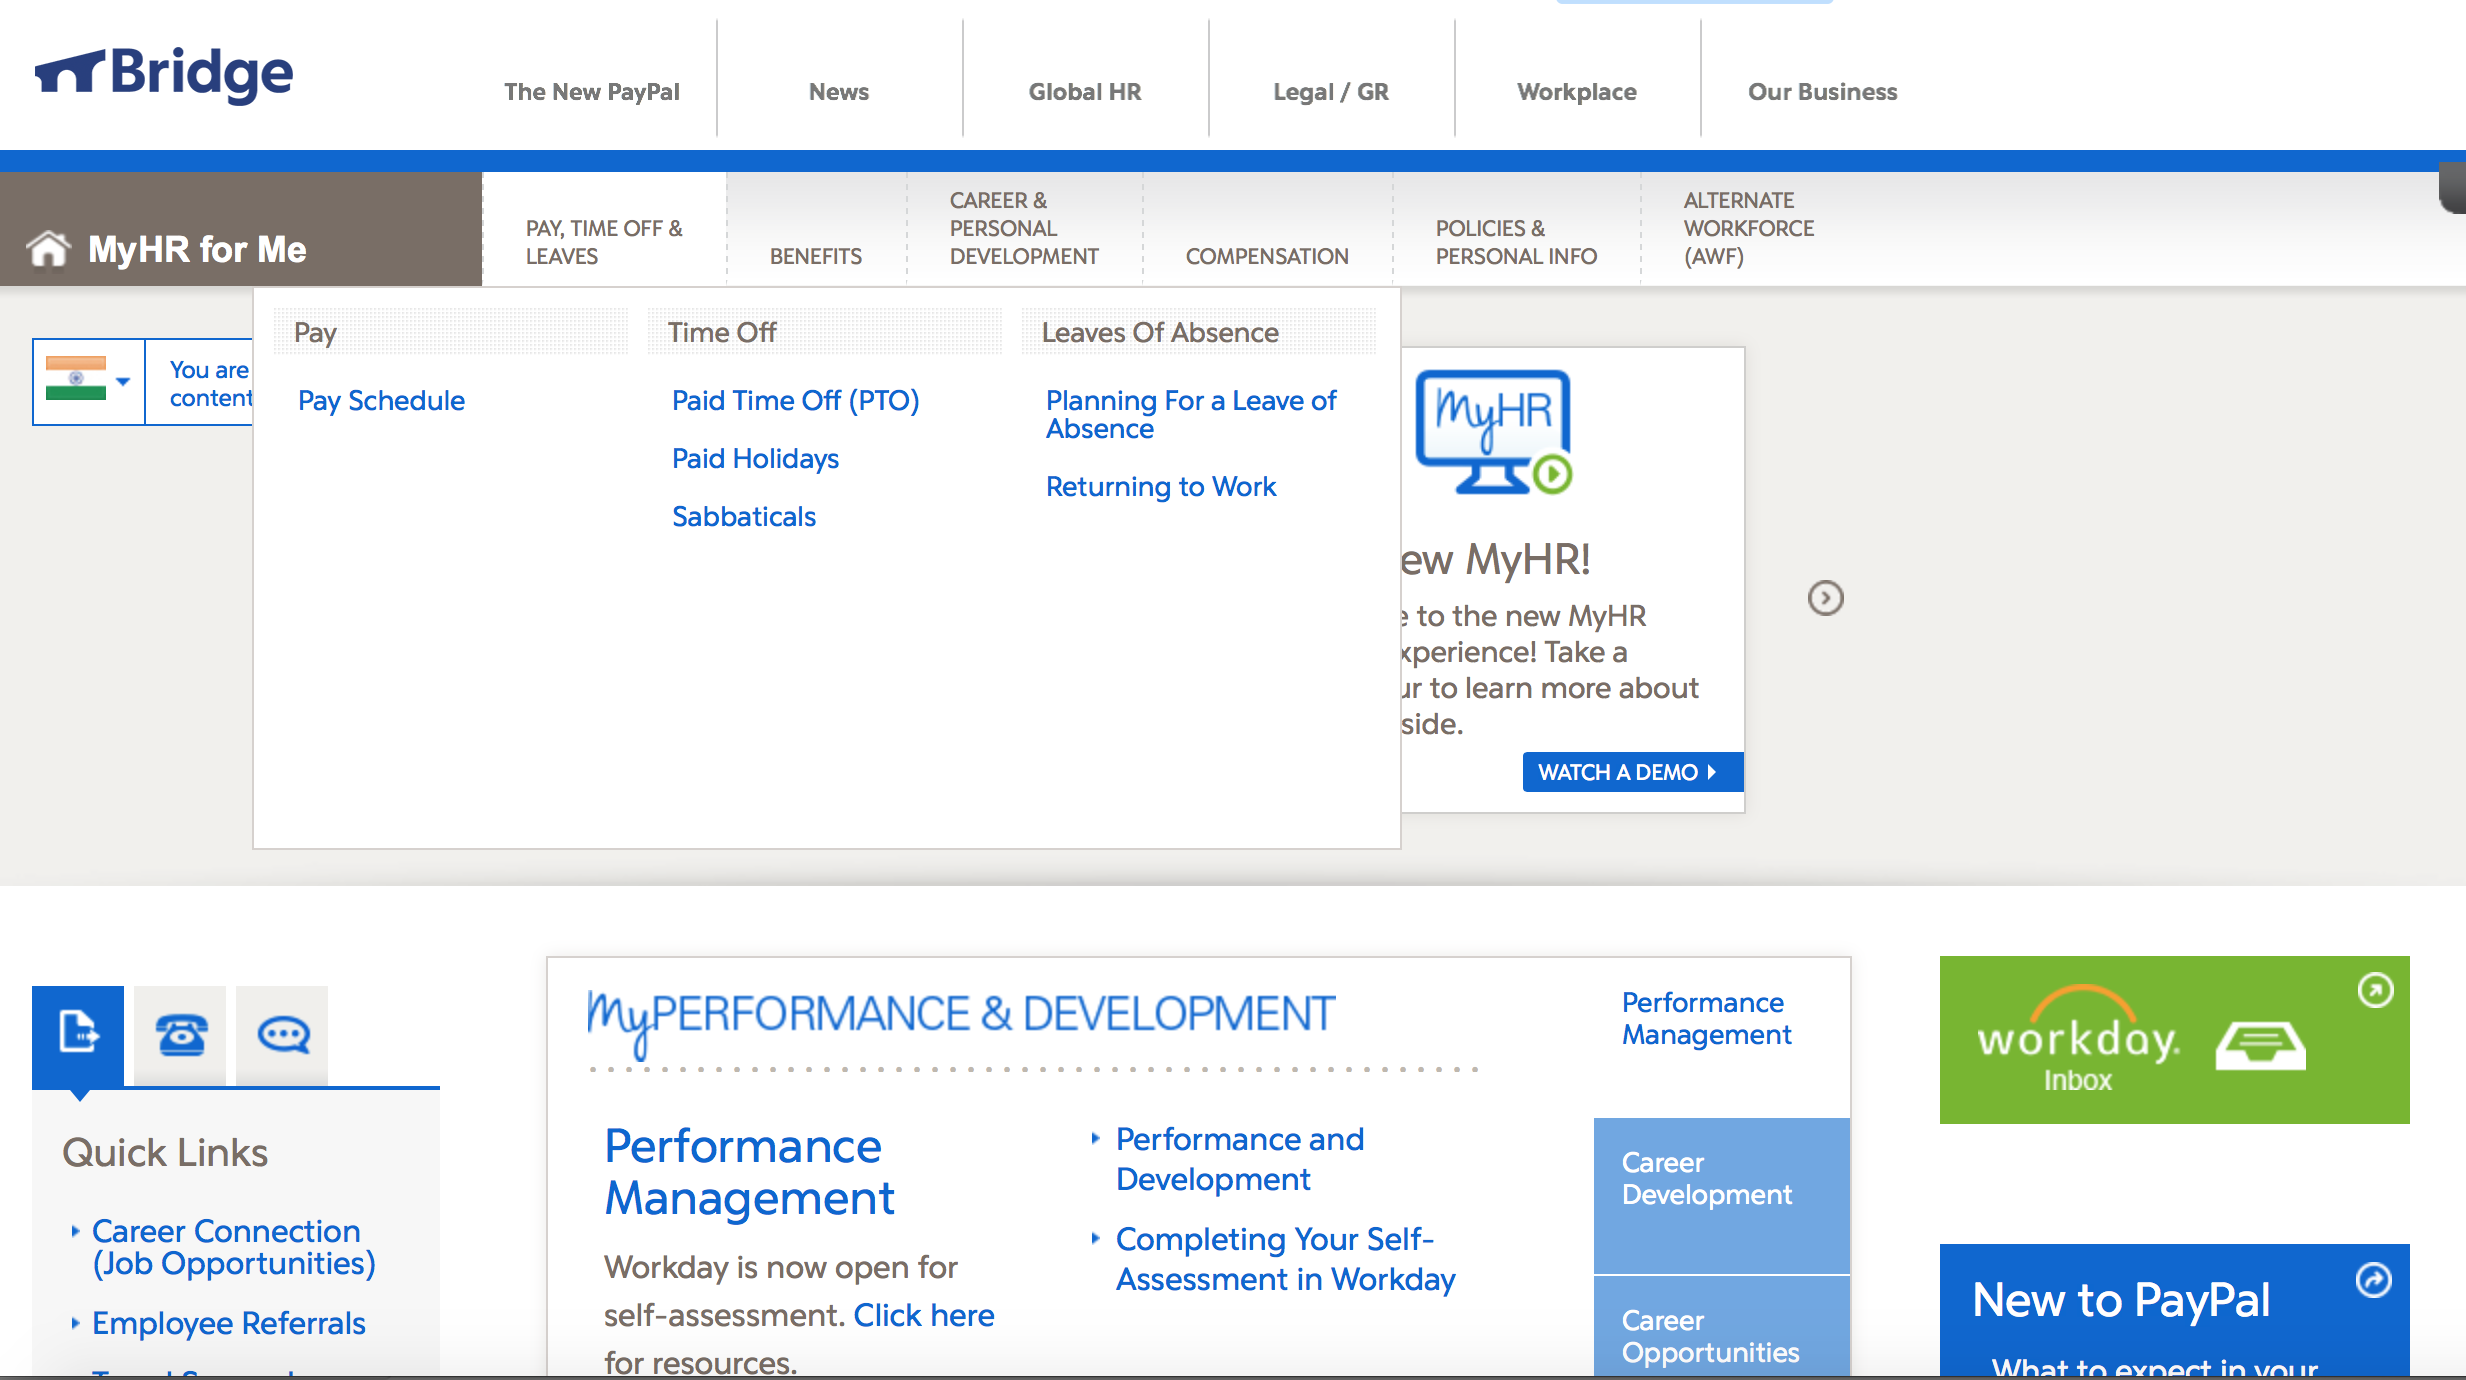 Bridge
The New PayPal
News
Global HR
Legal / GR
Workplace
Our Business
MyHR for Me
PAY, TIME OFF &
LEAVES
BENEFITS
CAREER &
PERSONAL
DEVELOPMENT
COMPENSATION
POLICIES &
PERSONAL INFO
ALTERNATE
WORKFORCE
(AWF)
You are
content
Pay
Pay Schedule
Time Off
Paid Time Off (PTO)
Paid Holidays
Sabbaticals
Leaves Of Absence
Planning For a Leave of
Absence
Returning to Work
MyHR
MyHR!
to the new MyHR
Take a
to learn more about
WATCH A DEMO
Quick Links
Career Connection
(Job Opportunities)
Employee Referrals
MyPERFORMANCE & DEVELOPMENT
Performance
Management
Workday is now open for
self-assessment. Click here
for resources.
Performance and
Development
Completing Your Self-
Assessment in Workday
Performance
Management
Career
Development
Career
Opportunities
workday.
Inbox
New to PayPal
What to expect in your